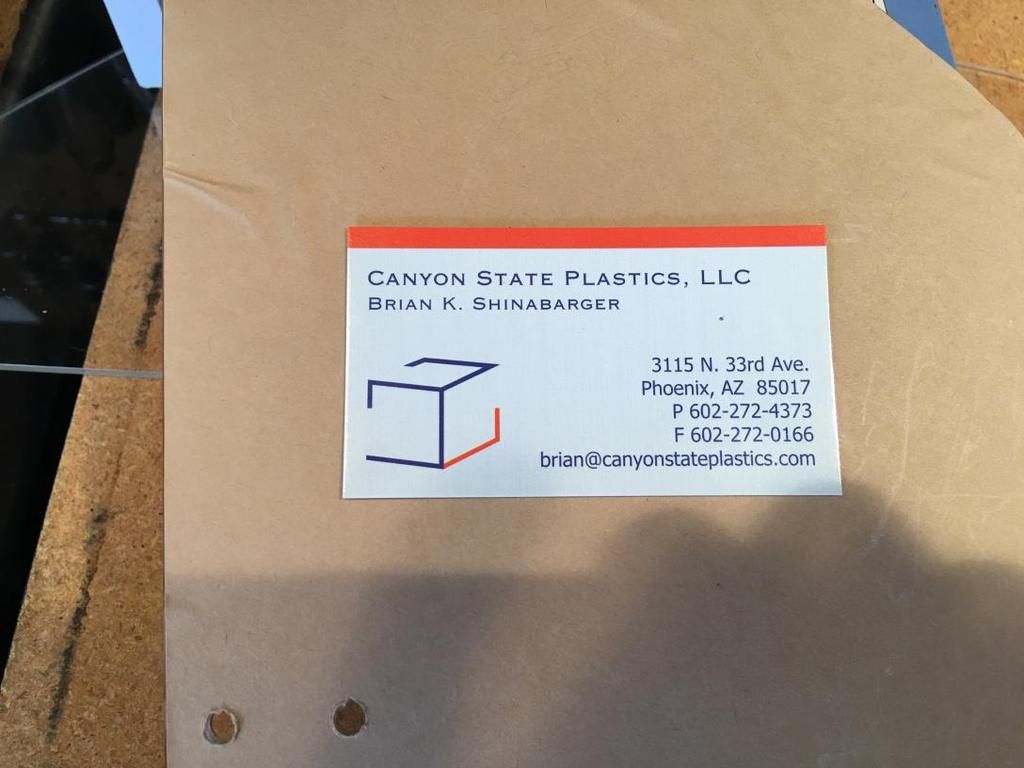 Canyon State Plastics, LLC
Brian K. Shinabarger
3115 N. 33rd Ave.
Phoenix, AZ 85017
P 602-272-4373
F 602-272-0166
brian@canyonstateplastics.com